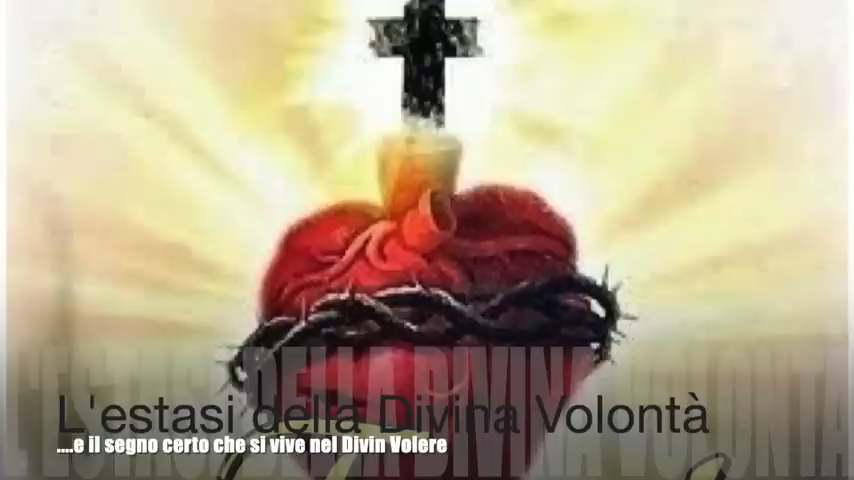 L'estasi della Divina Volontà
....e il segno certo che si vive nel Divin Volere
L'ESTASI DELLA DIVINA VOLONTÀ